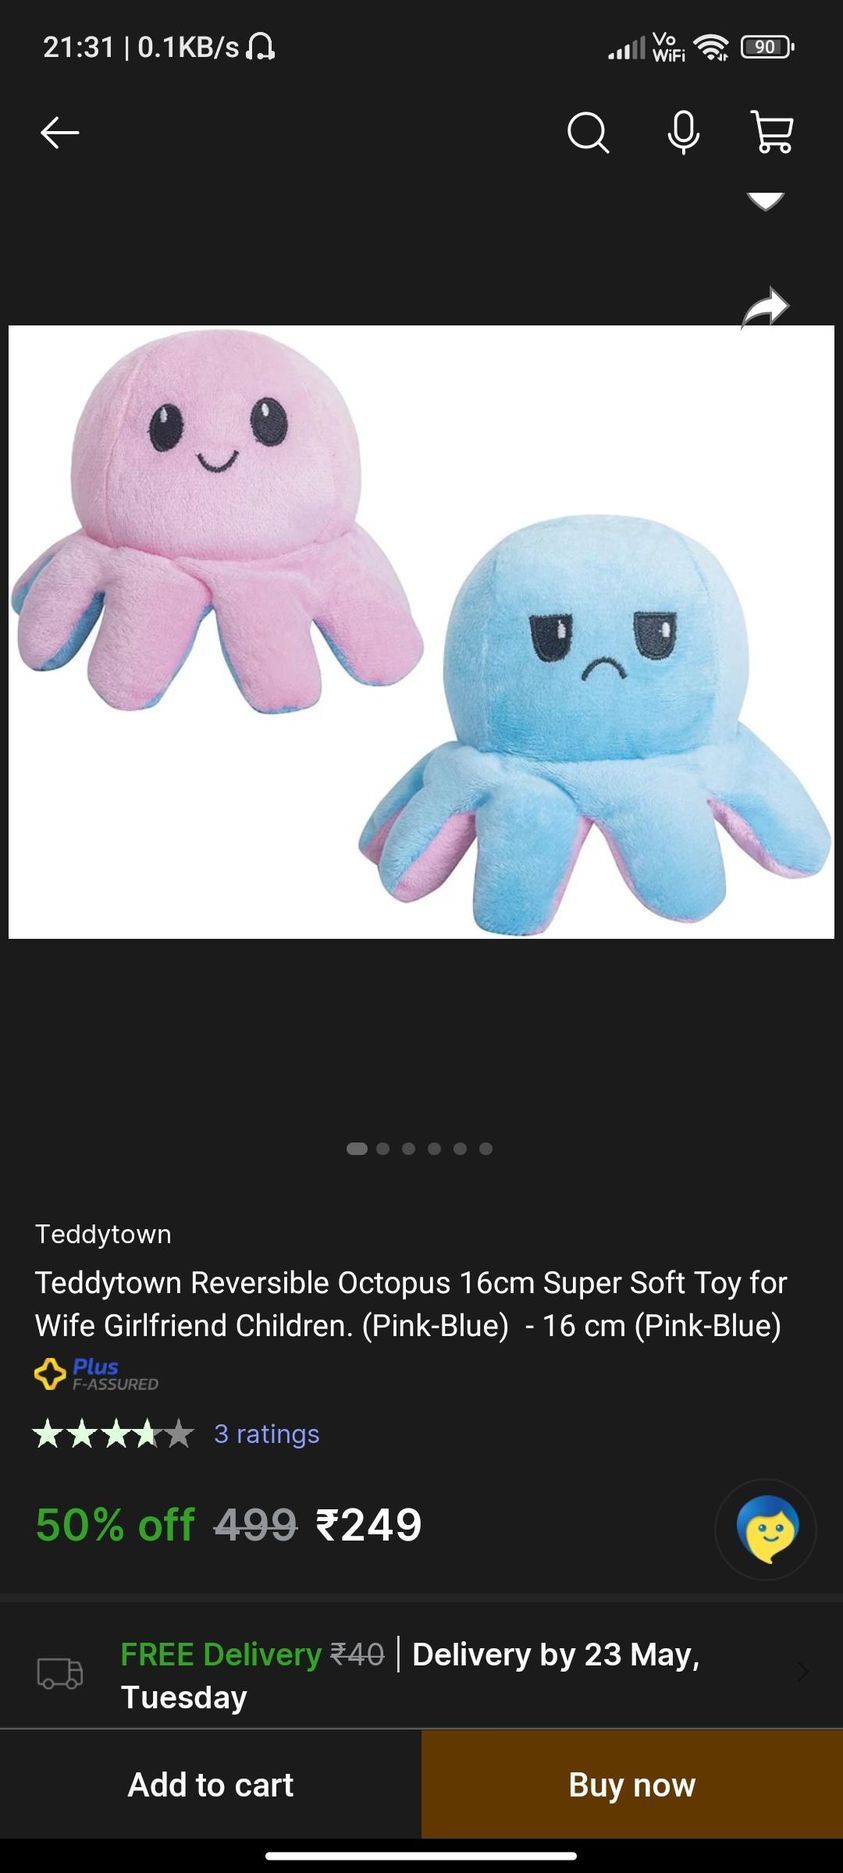 21:31 | 0.1KB/s
Vo
WiFi
90
Teddytown
Teddytown Reversible Octopus 16cm Super Soft Toy for
Wife Girlfriend Children. (Pink-Blue)  - 16 cm (Pink-Blue)
Plus
F-ASSURED
3 ratings
50% off 499 ₹249
FREE Delivery ₹40 | Delivery by 23 May,
Tuesday
Add to cart
Buy now